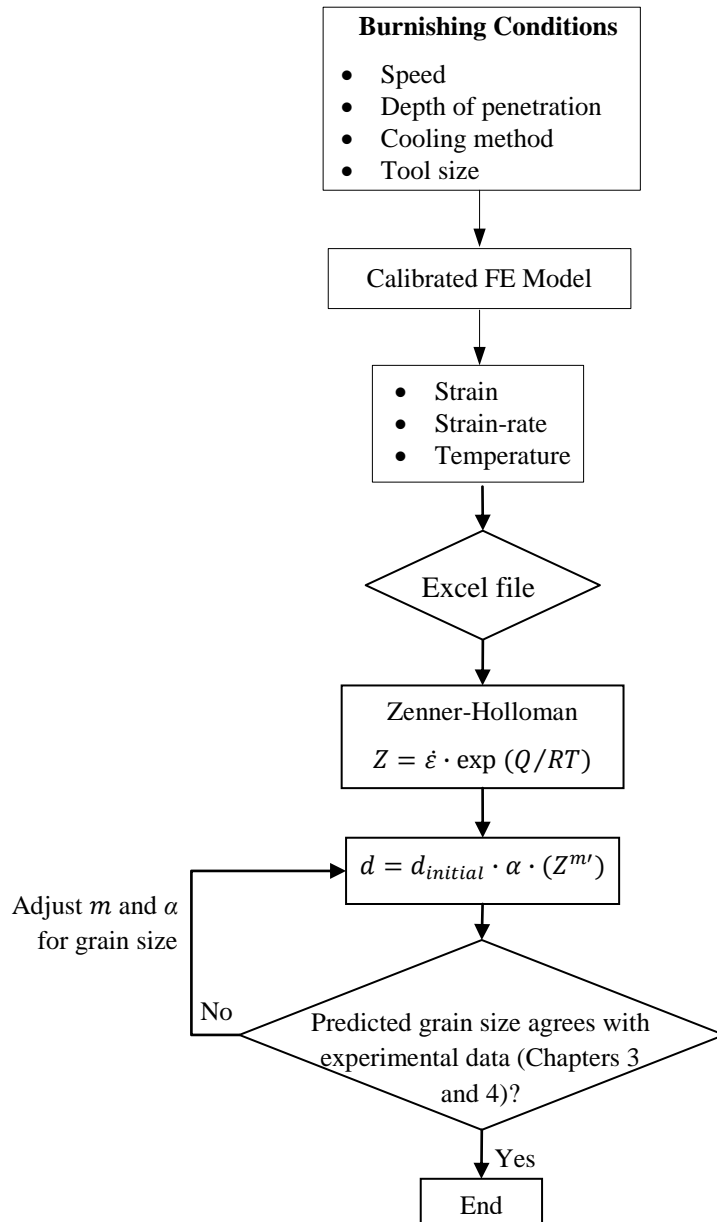 Burnishing Conditions
• Speed
• Depth of penetration
• Cooling method
• Tool size
Calibrated FE Model
• Strain
• Strain-rate
• Temperature
Excel file
Zenner-Holloman
𝑍 = 𝜀̇ ∙ exp (𝑄/𝑅𝑇)
𝑑 = 𝑑𝑖𝑛𝑖𝑡𝑖𝑎𝑙 ∙ 𝛼 ∙ (𝑍^𝑚′)
Adjust 𝑚 and 𝛼
for grain size
No
Predicted grain size agrees with
experimental data (Chapters 3
and 4)?
Yes
End